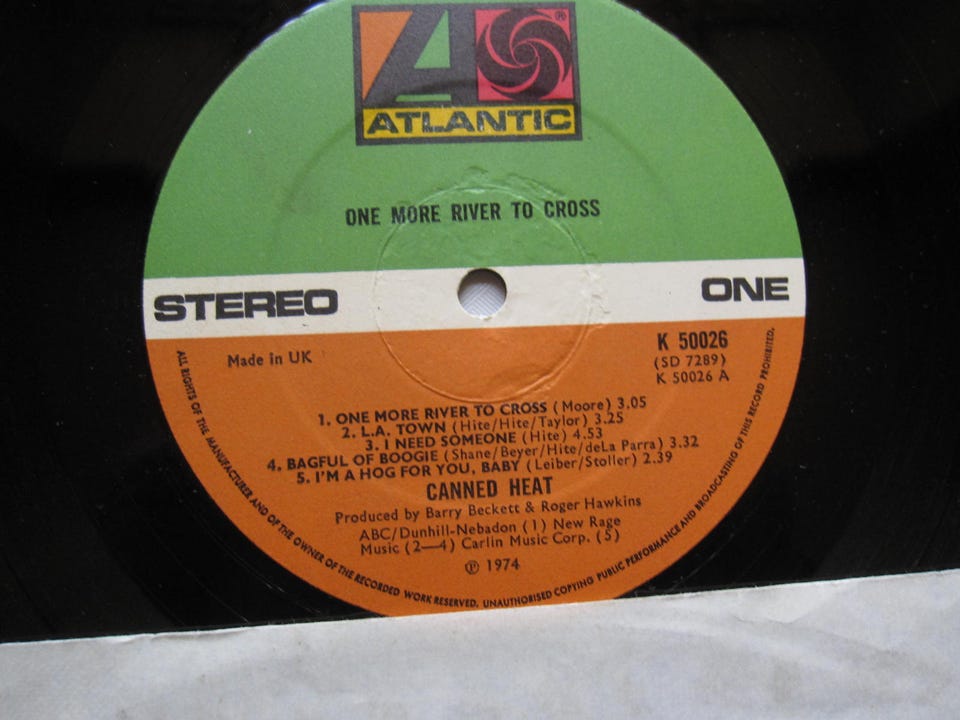 ATLANTIC
®
ONE MORE RIVER TO CROSS
STEREO
ONE
Made in UK
K 50026
(SD 7289)
K 50026 A
1. ONE MORE RIVER TO CROSS (Moore) 3.05
2. L.A. TOWN (Hite/Hite/Taylor) 3.25
3. I NEED SOMEONE (Hite) 4.53
4. BAGFUL OF BOOGIE (Shane/Beyer/Hite/deLa Parra) 3.32
5. I'M A HOG FOR YOU, BABY (Leiber/Stoller) 2.39
CANNED HEAT
Produced by Barry Beckett & Roger Hawkins
ABC/Dunhill-Nebadon (1) New Rage
Music (2—4) Carlin Music Corp. (5)
℗ 1974
ALL RIGHTS OF THE MANUFACTURER AND OF THE OWNER OF THE RECORDED WORK RESERVED. UNAUTHORISED COPYING PUBLIC PERFORMANCE AND BROADCASTING OF THIS RECORD PROHIBITED.